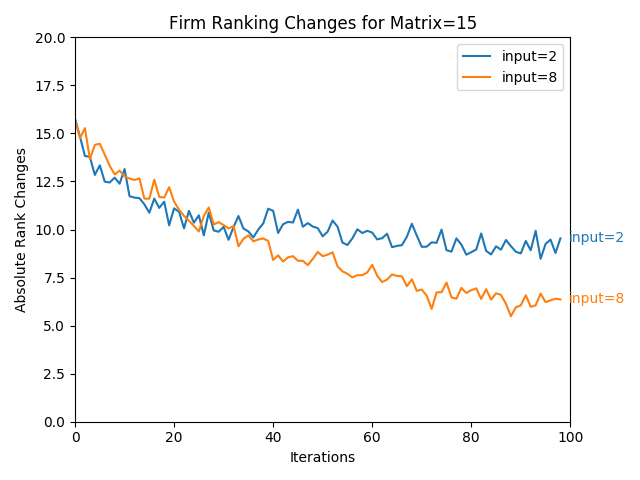 Firm Ranking Changes for Matrix=15
Absolute Rank Changes
20.0
17.5
15.0
12.5
10.0
7.5
5.0
2.5
0.0
input=2
input=8
input=2
input=8
0 20 40 60 80 100
Iterations